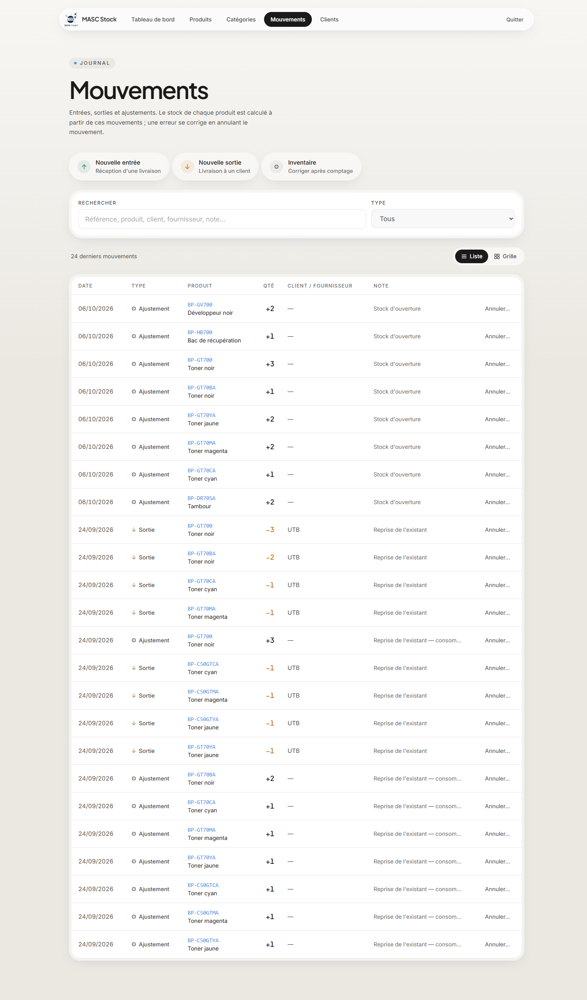 MASC
DATA Insight
MASC Stock
Tableau de bord
Produits
Catégories
Mouvements
Clients
Quitter
JOURNAL
Mouvements
Entrées, sorties et ajustements. Le stock de chaque produit est calculé à
partir de ces mouvements ; une erreur se corrige en annulant le
mouvement.
Nouvelle entrée
Réception d'une livraison
Nouvelle sortie
Livraison à un client
Inventaire
Corriger après comptage
RECHERCHER
Référence, produit, client, fournisseur, note...
TYPE
Tous
24 derniers mouvements
Liste
Grille
DATE TYPE PRODUIT QTÉ CLIENT / FOURNISSEUR NOTE
06/10/2026 Ajustement BP-GV700 +2 — Stock d'ouverture Annuler...
Développeur noir
06/10/2026 Ajustement BP-HB700 +1 — Stock d'ouverture Annuler...
Bac de récupération
06/10/2026 Ajustement BP-GT700 +3 — Stock d'ouverture Annuler...
Toner noir
06/10/2026 Ajustement BP-GT70BA +1 — Stock d'ouverture Annuler...
Toner noir
06/10/2026 Ajustement BP-GT70YA +2 — Stock d'ouverture Annuler...
Toner jaune
06/10/2026 Ajustement BP-GT70MA +2 — Stock d'ouverture Annuler...
Toner magenta
06/10/2026 Ajustement BP-GT70CA +1 — Stock d'ouverture Annuler...
Toner cyan
06/10/2026 Ajustement BP-DR70SA +2 — Stock d'ouverture Annuler...
Tambour
24/09/2026 Sortie BP-GT700 −3 UTB Reprise de l'existant Annuler...
Toner noir
24/09/2026 Sortie BP-GT70BA −2 UTB Reprise de l'existant Annuler...
Toner noir
24/09/2026 Sortie BP-GT70CA −1 UTB Reprise de l'existant Annuler...
Toner cyan
24/09/2026 Sortie BP-GT70MA −1 UTB Reprise de l'existant Annuler...
Toner magenta
24/09/2026 Ajustement BP-GT700 +3 — Reprise de l'existant — consom... Annuler...
Toner noir
24/09/2026 Sortie BP-C50GTCA −1 UTB Reprise de l'existant Annuler...
Toner cyan
24/09/2026 Sortie BP-C50GTMA −1 UTB Reprise de l'existant Annuler...
Toner magenta
24/09/2026 Sortie BP-C50GTYA −1 UTB Reprise de l'existant Annuler...
Toner jaune
24/09/2026 Sortie BP-GT70YA −1 UTB Reprise de l'existant Annuler...
Toner jaune
24/09/2026 Ajustement BP-GT70BA +2 — Reprise de l'existant — consom... Annuler...
Toner noir
24/09/2026 Ajustement BP-GT70CA +1 — Reprise de l'existant — consom... Annuler...
Toner cyan
24/09/2026 Ajustement BP-GT70MA +1 — Reprise de l'existant — consom... Annuler...
Toner magenta
24/09/2026 Ajustement BP-GT70YA +1 — Reprise de l'existant — consom... Annuler...
Toner jaune
24/09/2026 Ajustement BP-C50GTCA +1 — Reprise de l'existant — consom... Annuler...
Toner cyan
24/09/2026 Ajustement BP-C50GTMA +1 — Reprise de l'existant — consom... Annuler...
Toner magenta
24/09/2026 Ajustement BP-C50GTYA +1 — Reprise de l'existant — consom... Annuler...
Toner jaune